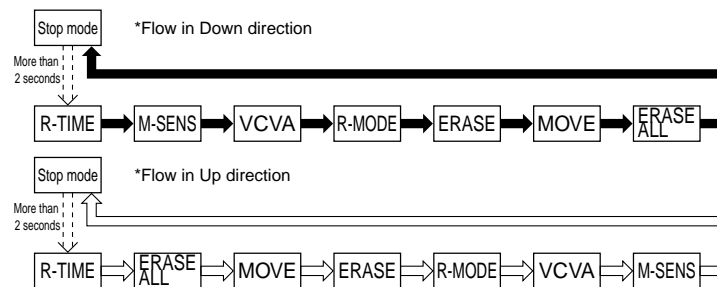 Stop mode
*Flow in Down direction
More than
2 seconds
R-TIME
M-SENS
VCVA
R-MODE
ERASE
MOVE
ERASE
ALL
Stop mode
*Flow in Up direction
More than
2 seconds
R-TIME
ERASE
ALL
MOVE
ERASE
R-MODE
VCVA
M-SENS